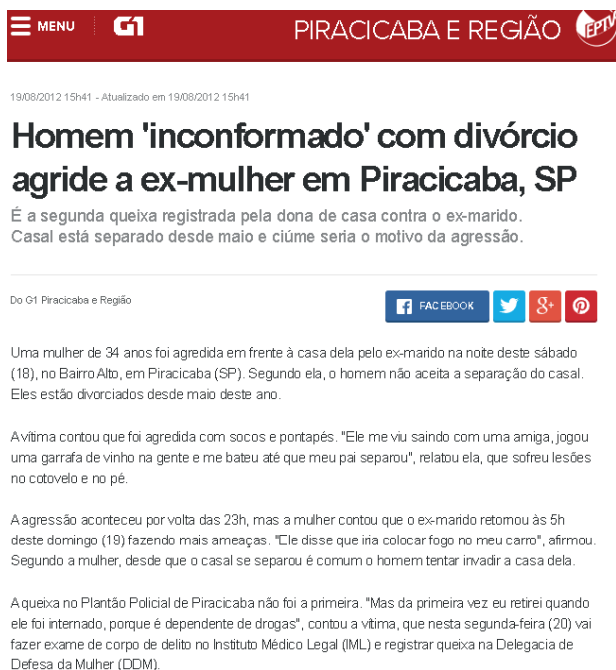 MENU G1 PIRACICABA E REGIÃO EPTV
19/08/2012 15h41 - Atualizado em 19/08/2012 15h41
Homem 'inconformado' com divórcio
agride a ex-mulher em Piracicaba, SP
É a segunda queixa registrada pela dona de casa contra o ex-marido.
Casal está separado desde maio e ciúme seria o motivo da agressão.
Do G1 Piracicaba e Região FACEBOOK
Uma mulher de 34 anos foi agredida em frente à casa dela pelo ex-marido na noite deste sábado
(18), no Bairro Alto, em Piracicaba (SP). Segundo ela, o homem não aceita a separação do casal.
Eles estão divorciados desde maio deste ano.
A vítima contou que foi agredida com socos e pontapés. "Ele me viu saindo com uma amiga, jogou
uma garrafa de vinho na gente e me bateu até que meu pai separou", relatou ela, que sofreu lesões
no cotovelo e no pé.
A agressão aconteceu por volta das 23h, mas a mulher contou que o ex-marido retornou às 5h
deste domingo (19) fazendo mais ameaças. "Ele disse que iria colocar fogo no meu carro", afirmou.
Segundo a mulher, desde que o casal se separou é comum o homem tentar invadir a casa dela.
A queixa no Plantão Policial de Piracicaba não foi a primeira. "Mas da primeira vez eu retirei quando
ele foi internado, porque é dependente de drogas", contou a vítima, que nesta segunda-feira (20) vai
fazer exame de corpo de delito no Instituto Médico Legal (IML) e registrar queixa na Delegacia de
Defesa da Mulher (DDM).